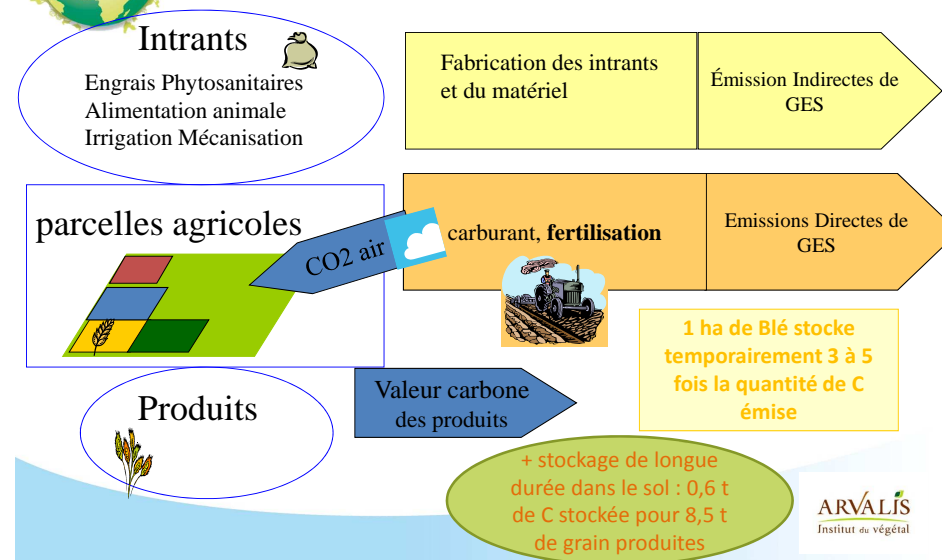 Intrants
Engrais Phytosanitaires
Alimentation animale
Irrigation Mécanisation
Fabrication des intrants
et du matériel
Émission Indirectes de
GES
parcelles agricoles
CO2 air
carburant, fertilisation
Emissions Directes de
GES
1 ha de Blé stocke
temporairement 3 à 5
fois la quantité de C
émise
Produits
Valeur carbone
des produits
+ stockage de longue
durée dans le sol : 0,6 t
de C stockée pour 8,5 t
de grain produites
ARVALIS
Institut du végétal